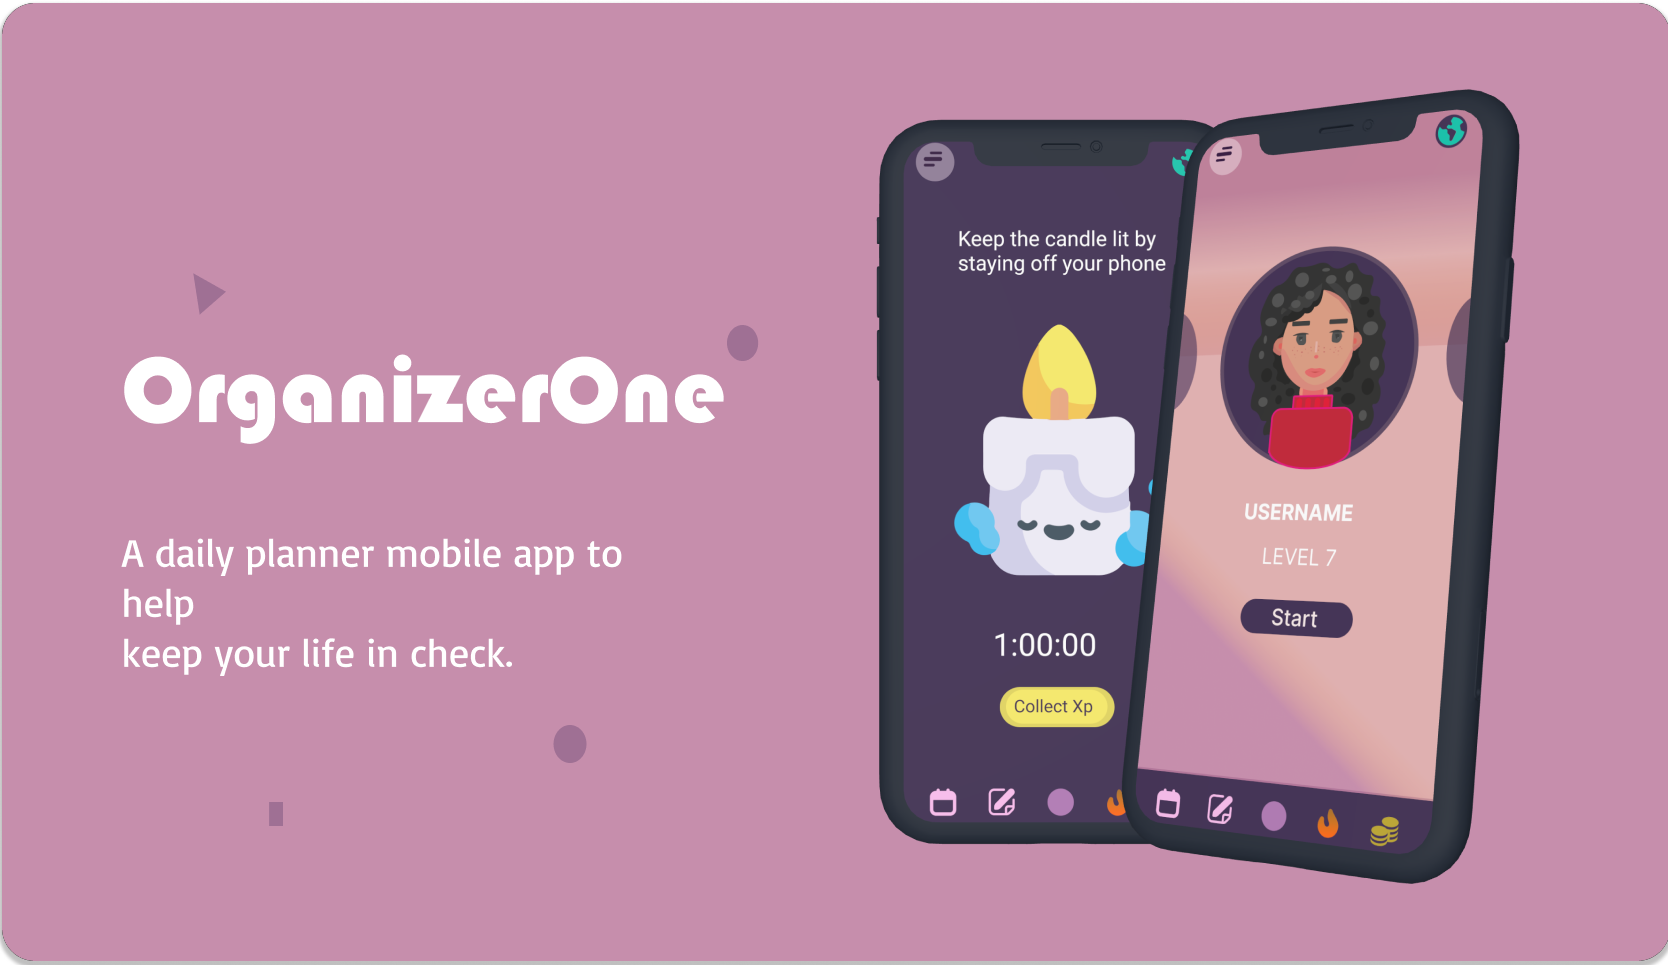 OrganizerOne
A daily planner mobile app to
help
keep your life in check.
Keep the candle lit by
staying off your phone
1:00:00
Collect Xp
USERNAME
LEVEL 7
Start